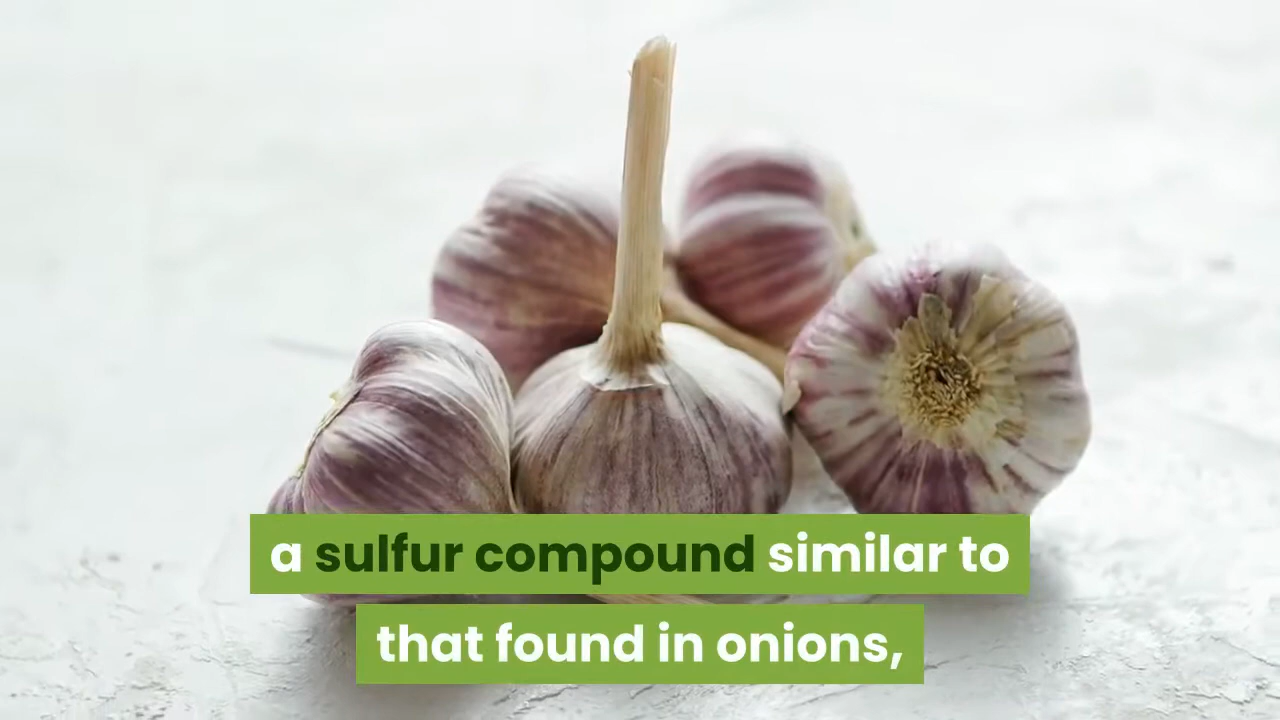 a sulfur compound similar to
that found in onions,